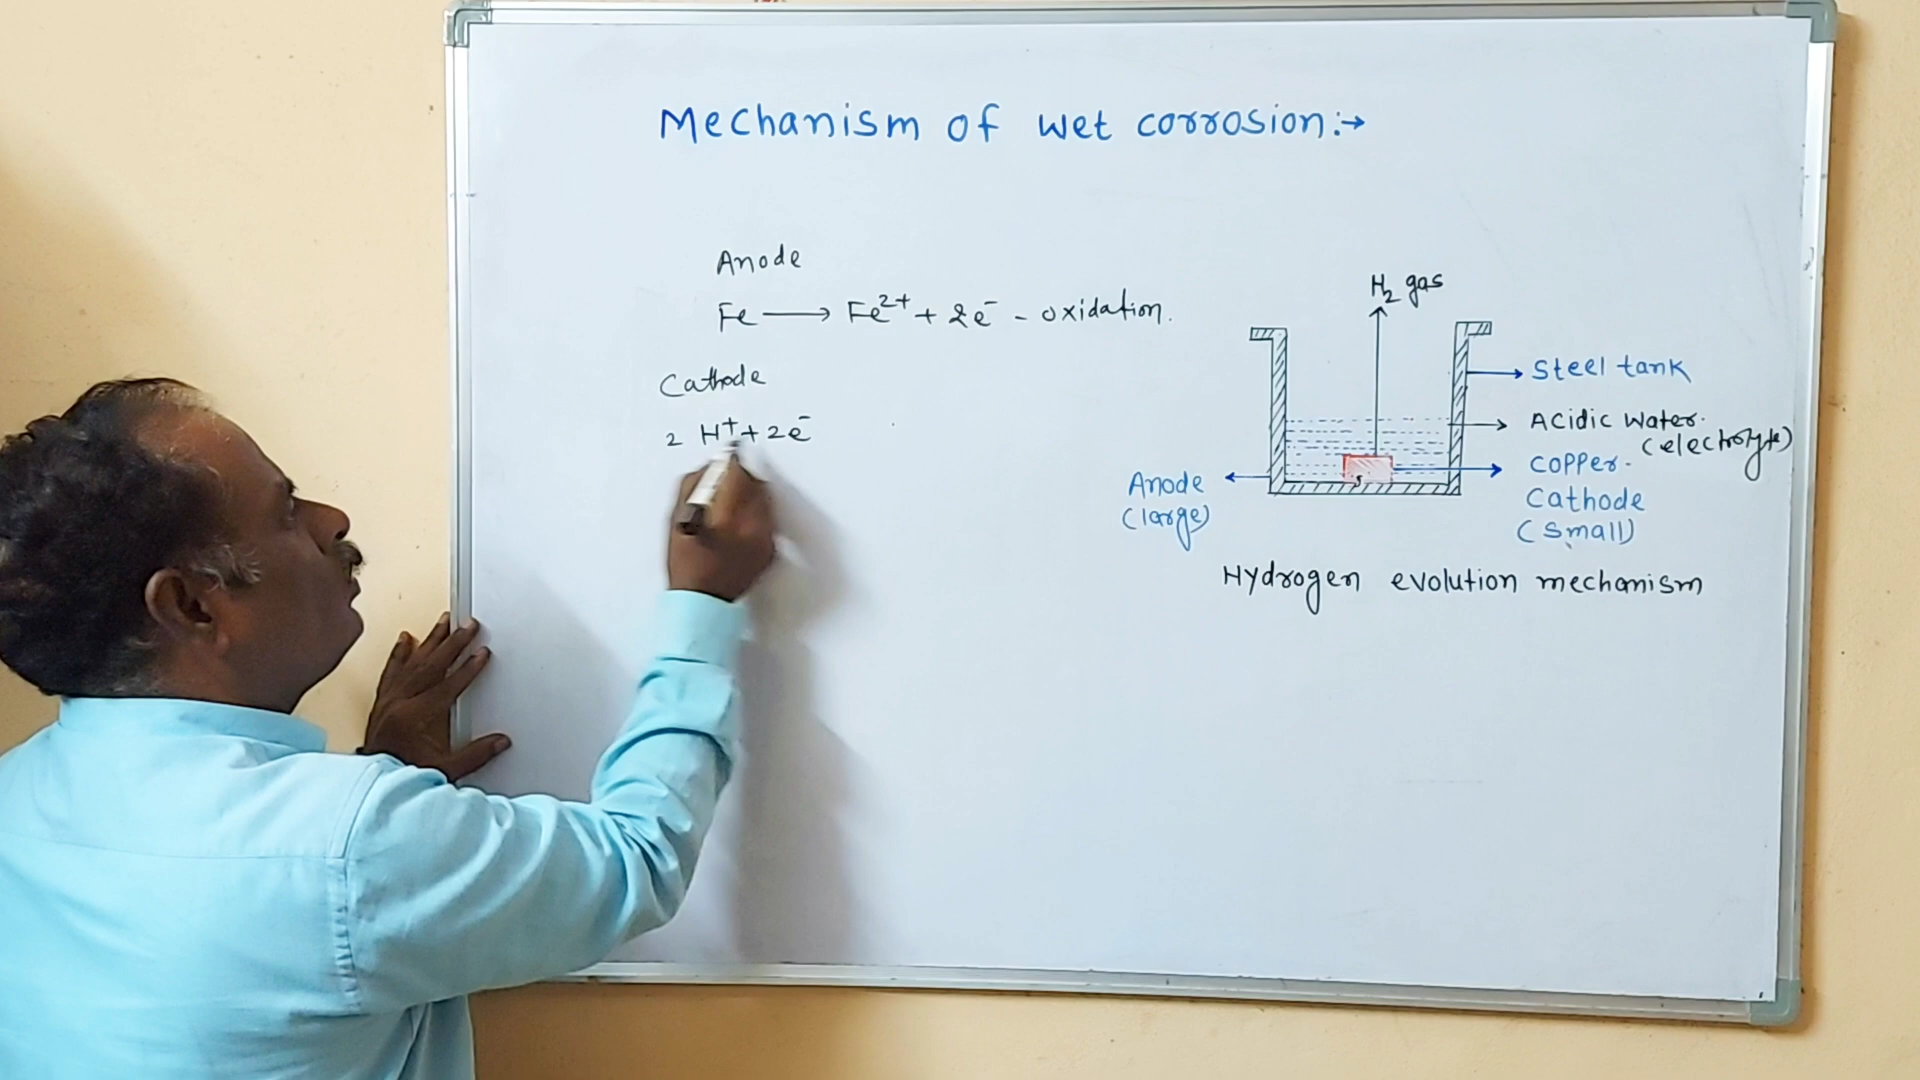 Mechanism of wet corrosion:→
Anode
Fe ⟶ Fe²⁺ + 2e⁻ - oxidation.
Cathode
2 H⁺ + 2e⁻
H₂ gas
Steel tank
Acidic water.
(electrolyte)
Copper.
Cathode
(small)
Anode
(large)
Hydrogen evolution mechanism